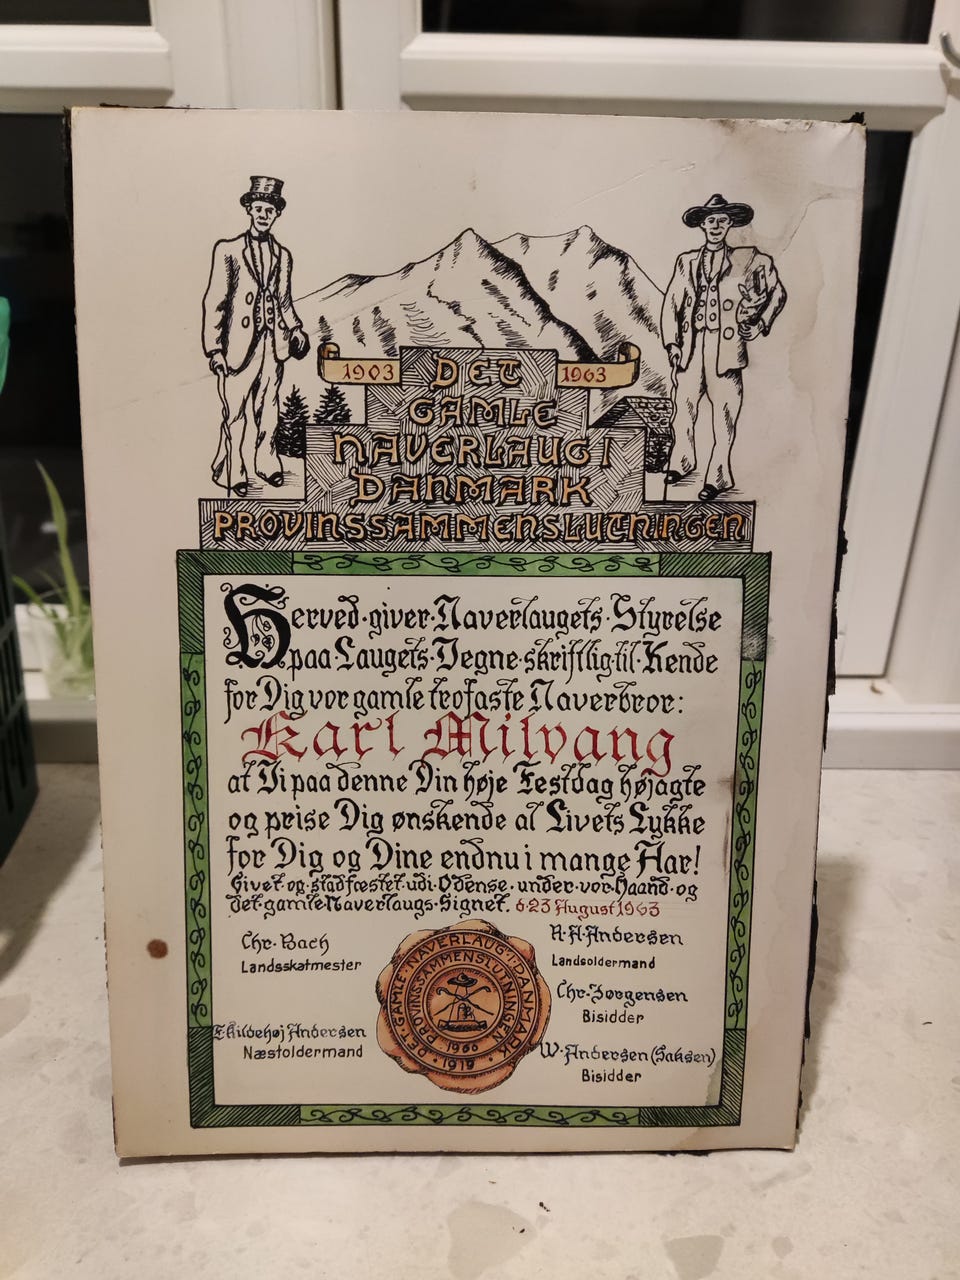 1903 DET 1963
GAMLE
NAVERLAUG I
DANMARK
PROVINSSAMMENSLUTNINGEN
Herved·giver·Naverlaugets·Styrelse
paa·Laugets·Vegne·skriftlig·til·Kende
for Dig vor gamle trofaste Naverbror:
Karl Milvang
at Vi paa denne Din høje Festdag højagte
og prise Dig ønskende at Livets Lykke
for Dig og Dine endnu i mange Aar!
Givet·og·stadfæstet·udi·Odense·under·vor·Haand·og
det·gamle·Naverlaugs·Signet. d·23 August 1963
Chr·Bach
Landsskatmester
A·A·Andersen
Landsoldermand
Chr·Jørgensen
Bisidder
Skildehøj Andersen
Næstoldermand
W·Andersen (Saksen)
Bisidder
DET·GAMLE·NAVERLAUG·I·DANMARK
PROVINSSAMMENSLUTNINGEN
1919